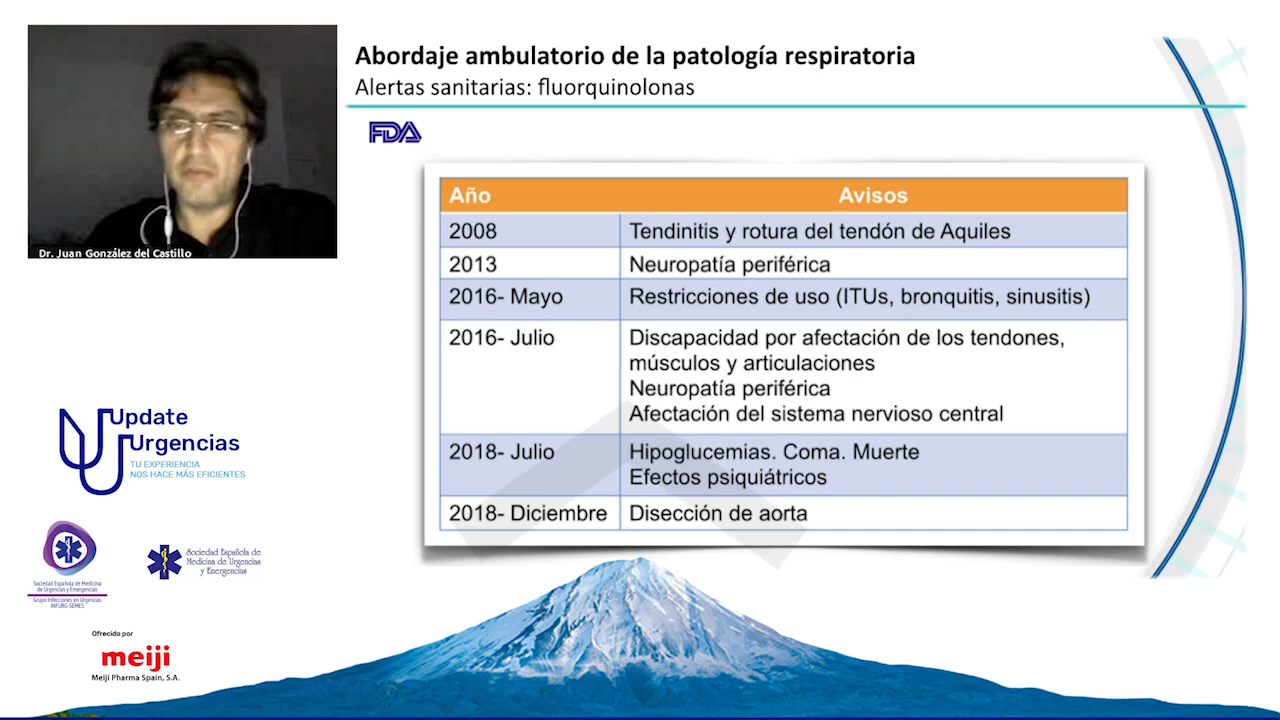 Abordaje ambulatorio de la patología respiratoria
Alertas sanitarias: fluorquinolonas
FDA
Dr. Juan González del Castillo
Año Avisos
2008 Tendinitis y rotura del tendón de Aquiles
2013 Neuropatía periférica
2016- Mayo Restricciones de uso (ITUs, bronquitis, sinusitis)
2016- Julio Discapacidad por afectación de los tendones,
músculos y articulaciones
Neuropatía periférica
Afectación del sistema nervioso central
2018- Julio Hipoglucemias. Coma. Muerte
Efectos psiquiátricos
2018- Diciembre Disección de aorta
Update
Urgencias
TU EXPERIENCIA
NOS HACE MÁS EFICIENTES
Sociedad Española de Medicina
de Urgencias y Emergencias
Grupo Infecciones en Urgencias
INFURG-SEMES
Sociedad Española de
Medicina de Urgencias
y Emergencias
Ofrecido por
meiji
Meiji Pharma Spain, S.A.